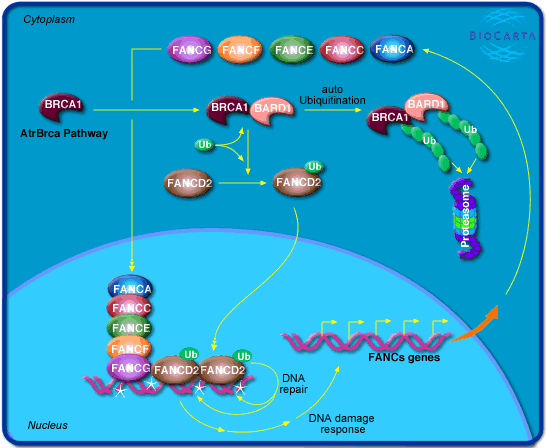 Cytoplasm
BIOCARTA
FANCG
FANCF
FANCE
FANCC
FANCA
BRCA1
AtrBrca Pathway
BRCA1
BARD1
auto
Ubiquitination
BRCA1
BARD1
Ub
Ub
Ub
Ub
FANCD2
FANCD2
Proteasome
FANCA
FANCC
FANCE
FANCF
FANCG
Ub
Ub
FANCD2
FANCD2
DNA
repair
FANCs genes
DNA damage
response
Nucleus